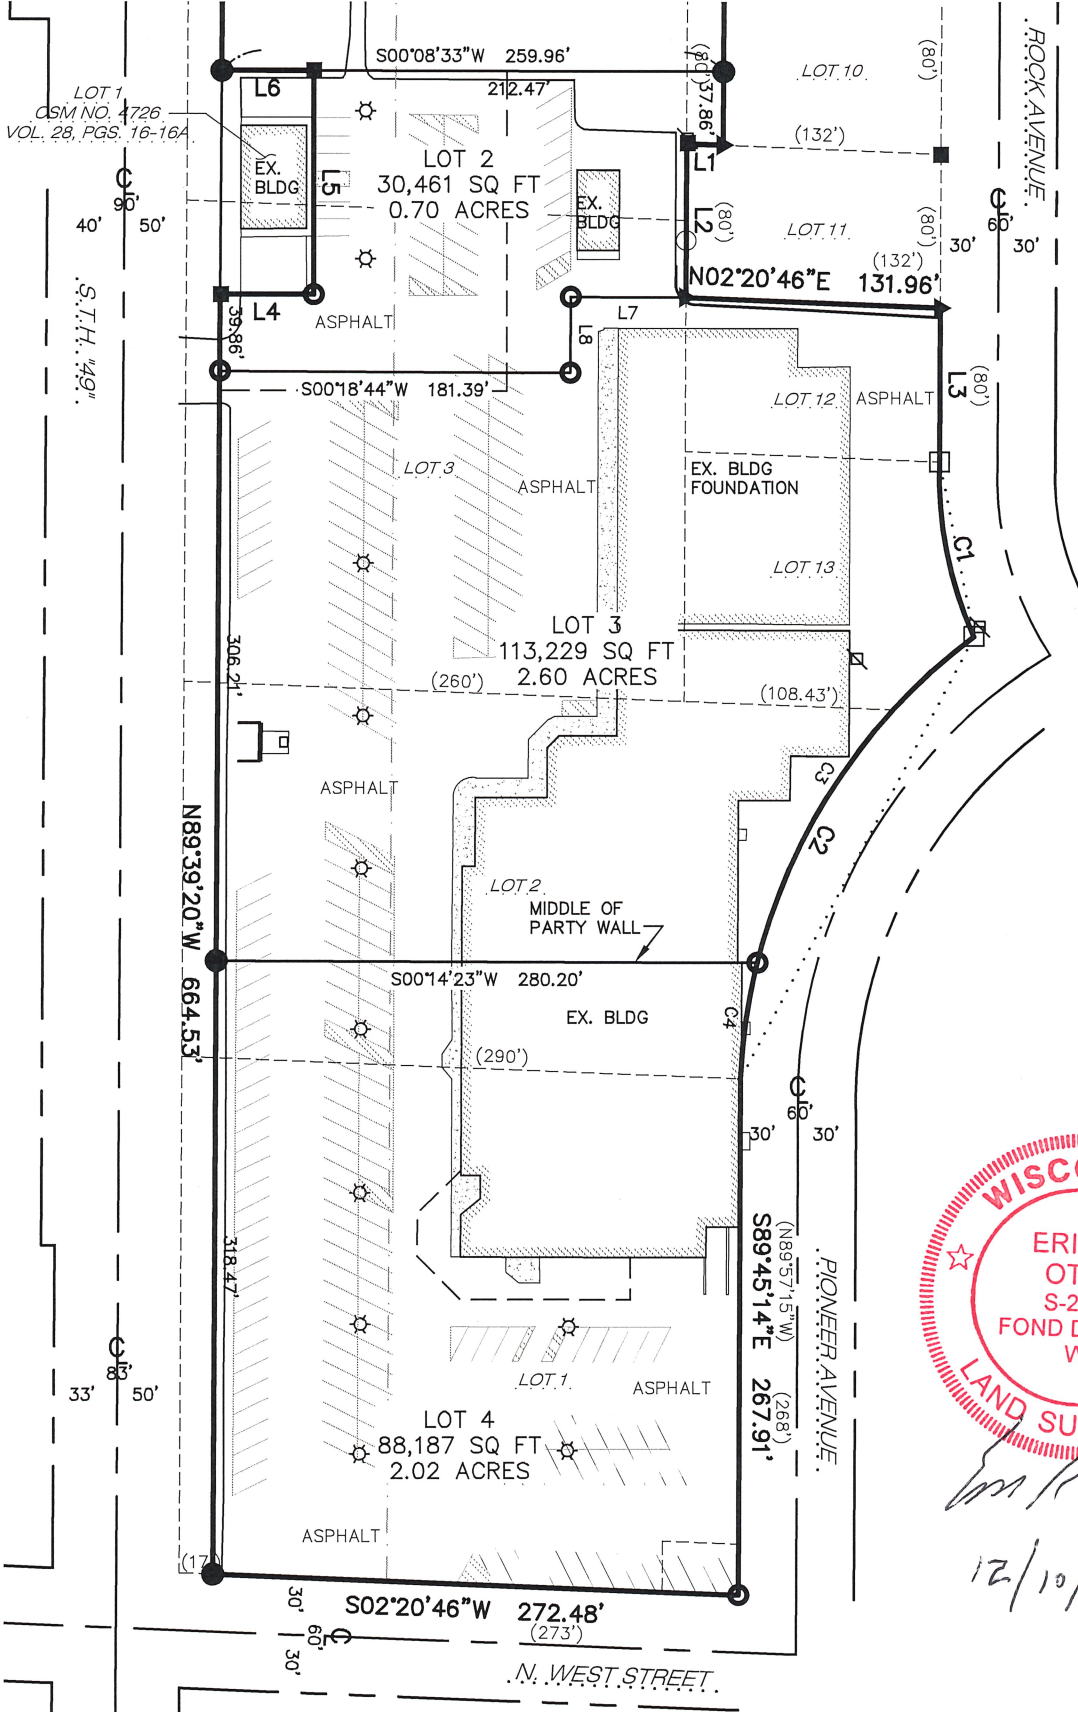 S00°08'33"W 259.96'
212.47'
L6
LOT 1
CSM NO. 4726
VOL. 28, PGS. 16-16A
EX.
BLDG
L5
LOT 2
30,461 SQ FT
0.70 ACRES
EX.
BLDG
(80')
37.86'
L1
L2
(80')
LOT 10
(132')
(80')
LOT 11
(80')
(132')
ROCK AVENUE
60'
30' 30'
90'
40' 50'
S.T.H. "49"
N02°20'46"E 131.96'
L4
39.86'
ASPHALT
L7
L8
S00°18'44"W 181.39'
L3
(80')
LOT 12
ASPHALT
LOT 3
ASPHALT
EX. BLDG
FOUNDATION
C1
LOT 13
LOT 3
113,229 SQ FT
2.60 ACRES
306.21'
(260')
(108.43')
ASPHALT
C3
C2
N89°39'20"W 664.53'
LOT 2
MIDDLE OF
PARTY WALL
S00°14'23"W 280.20'
EX. BLDG
C4
(290')
60'
30' 30'
318.47'
S89°45'14"E 267.91'
(N89°57'15"W) (268')
PIONEER AVENUE
83'
33' 50'
LOT 1
ASPHALT
LOT 4
88,187 SQ FT
2.02 ACRES
ASPHALT
(17
S02°20'46"W 272.48'
(273')
30'
60'
30'
N. WEST STREET
WISC
ERI
OT
S-2
FOND D
W
LAND SU
12/10/